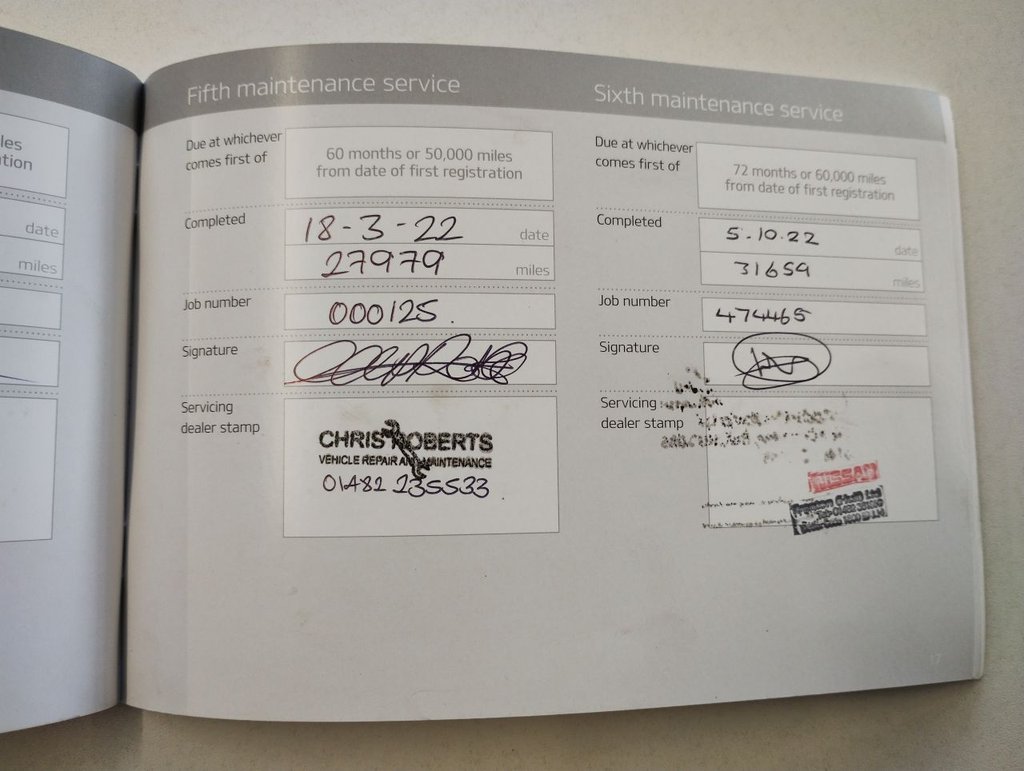 les
tion
date
miles
Fifth maintenance service
Due at whichever
comes first of
60 months or 50,000 miles
from date of first registration
Completed
18-3-22 date
27979 miles
Job number
000125.
Signature
Servicing
dealer stamp
CHRIS ROBERTS
VEHICLE REPAIR AND MAINTENANCE
01482 235533
Sixth maintenance service
Due at whichever
comes first of
72 months or 60,000 miles
from date of first registration
Completed
5.10.22 date
31659 miles
Job number
474465
Signature
Servicing
dealer stamp
NISSAN
17